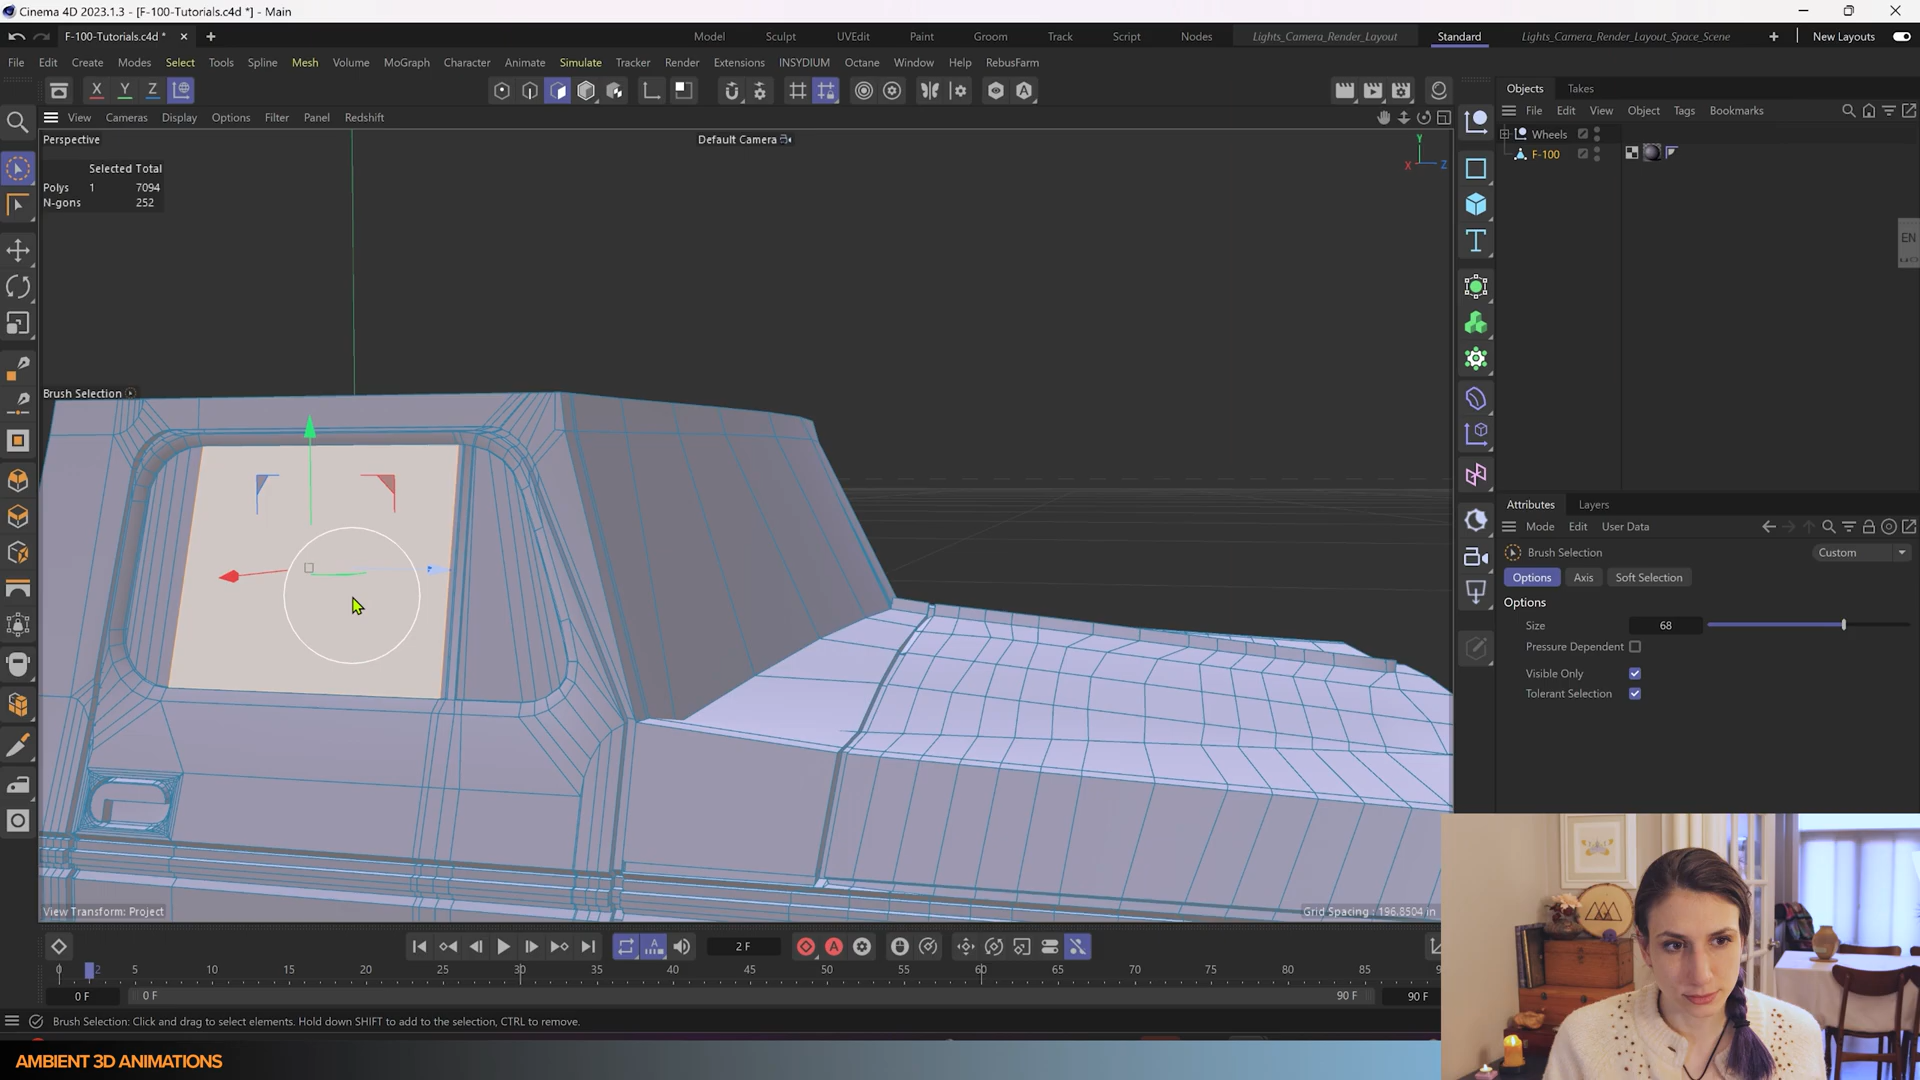 Cinema 4D 2023.1.3 - [F-100-Tutorials.c4d *] - Main
F-100-Tutorials.c4d *
Model Sculpt UVEdit Paint Groom Track Script Nodes Lights_Camera_Render_Layout Standard Lights_Camera_Render_Layout_Space_Scene New Layouts
File Edit Create Modes Select Tools Spline Mesh Volume MoGraph Character Animate Simulate Tracker Render Extensions INSYDIUM Octane Window Help RebusFarm
X Y Z
Objects Takes
View Cameras Display Options Filter Panel Redshift
File Edit View Object Tags Bookmarks
Perspective
Default Camera
Y
X Z
Wheels
F-100
Selected Total
Polys 1 7094
N-gons 252
EN
Brush Selection
Attributes Layers
Mode Edit User Data
Brush Selection
Custom
Options Axis Soft Selection
Options
Size 68
Pressure Dependent
Visible Only
Tolerant Selection
View Transform: Project
Grid Spacing : 196.8504 in
2 F
0 2 5 10 15 20 25 30 35 40 45 50 55 60 65 70 75 80 85
0 F 0 F 90 F 90 F
Brush Selection: Click and drag to select elements. Hold down SHIFT to add to the selection, CTRL to remove.
AMBIENT 3D ANIMATIONS